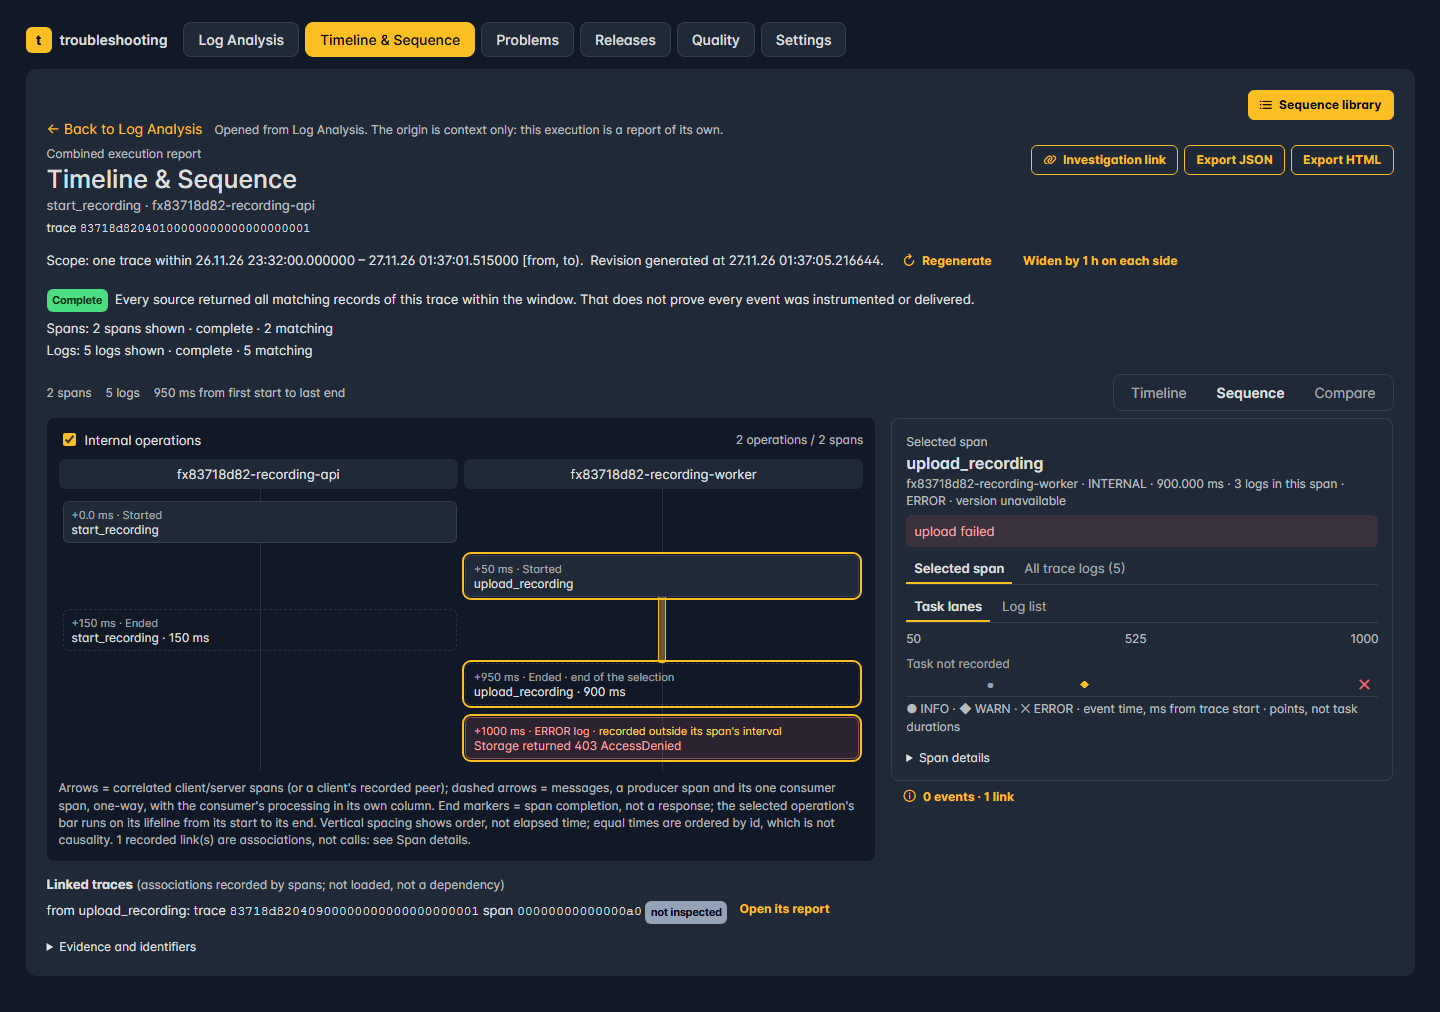 t troubleshooting Log Analysis Timeline & Sequence Problems Releases Quality Settings
Sequence library
← Back to Log Analysis Opened from Log Analysis. The origin is context only: this execution is a report of its own.
Combined execution report
Investigation link Export JSON Export HTML
Timeline & Sequence
start_recording · fx83718d82-recording-api
trace 83718d82040100000000000000000001
Scope: one trace within 26.11.26 23:32:00.000000 – 27.11.26 01:37:01.515000 [from, to). Revision generated at 27.11.26 01:37:05.216644. Regenerate Widen by 1 h on each side
Complete Every source returned all matching records of this trace within the window. That does not prove every event was instrumented or delivered.
Spans: 2 spans shown · complete · 2 matching
Logs: 5 logs shown · complete · 5 matching
2 spans 5 logs 950 ms from first start to last end
Timeline Sequence Compare
Internal operations 2 operations / 2 spans
fx83718d82-recording-api fx83718d82-recording-worker
+0.0 ms · Started
start_recording
+50 ms · Started
upload_recording
+150 ms · Ended
start_recording · 150 ms
+950 ms · Ended · end of the selection
upload_recording · 900 ms
+1000 ms · ERROR log · recorded outside its span's interval
Storage returned 403 AccessDenied
Arrows = correlated client/server spans (or a client's recorded peer); dashed arrows = messages, a producer span and its one consumer
span, one-way, with the consumer's processing in its own column. End markers = span completion, not a response; the selected operation's
bar runs on its lifeline from its start to its end. Vertical spacing shows order, not elapsed time; equal times are ordered by id, which is not
causality. 1 recorded link(s) are associations, not calls: see Span details.
Selected span
upload_recording
fx83718d82-recording-worker · INTERNAL · 900.000 ms · 3 logs in this span ·
ERROR · version unavailable
upload failed
Selected span All trace logs (5)
Task lanes Log list
50 525 1000
Task not recorded
● INFO · ◆ WARN · ✕ ERROR · event time, ms from trace start · points, not task
durations
▶ Span details
0 events · 1 link
Linked traces (associations recorded by spans; not loaded, not a dependency)
from upload_recording: trace 83718d82040900000000000000000001 span 00000000000000a0 not inspected Open its report
▶ Evidence and identifiers